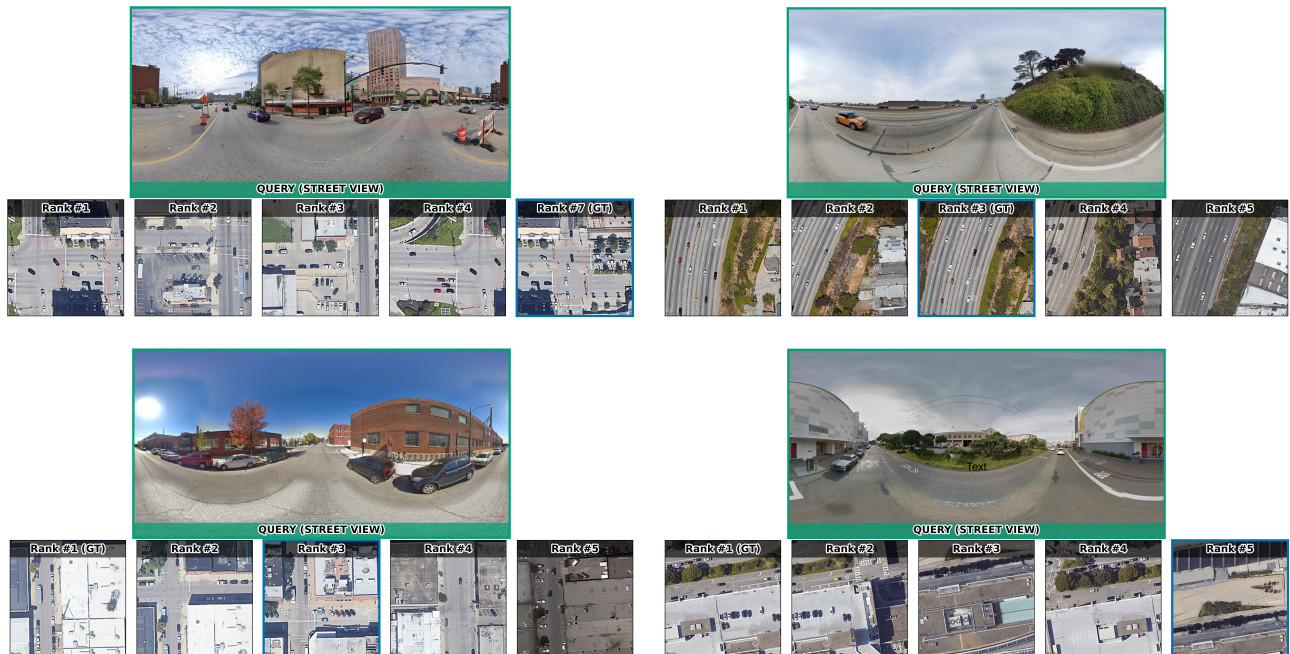 QUERY (STREET VIEW)
Rank #1
Rank #2
Rank #3
Rank #4
Rank #7 (GT)
QUERY (STREET VIEW)
Rank #1
Rank #2
Rank #3 (GT)
Rank #4
Rank #5
QUERY (STREET VIEW)
Rank #1 (GT)
Rank #2
Rank #3
Rank #4
Rank #5
Text
QUERY (STREET VIEW)
Rank #1 (GT)
Rank #2
Rank #3
Rank #4
Rank #5